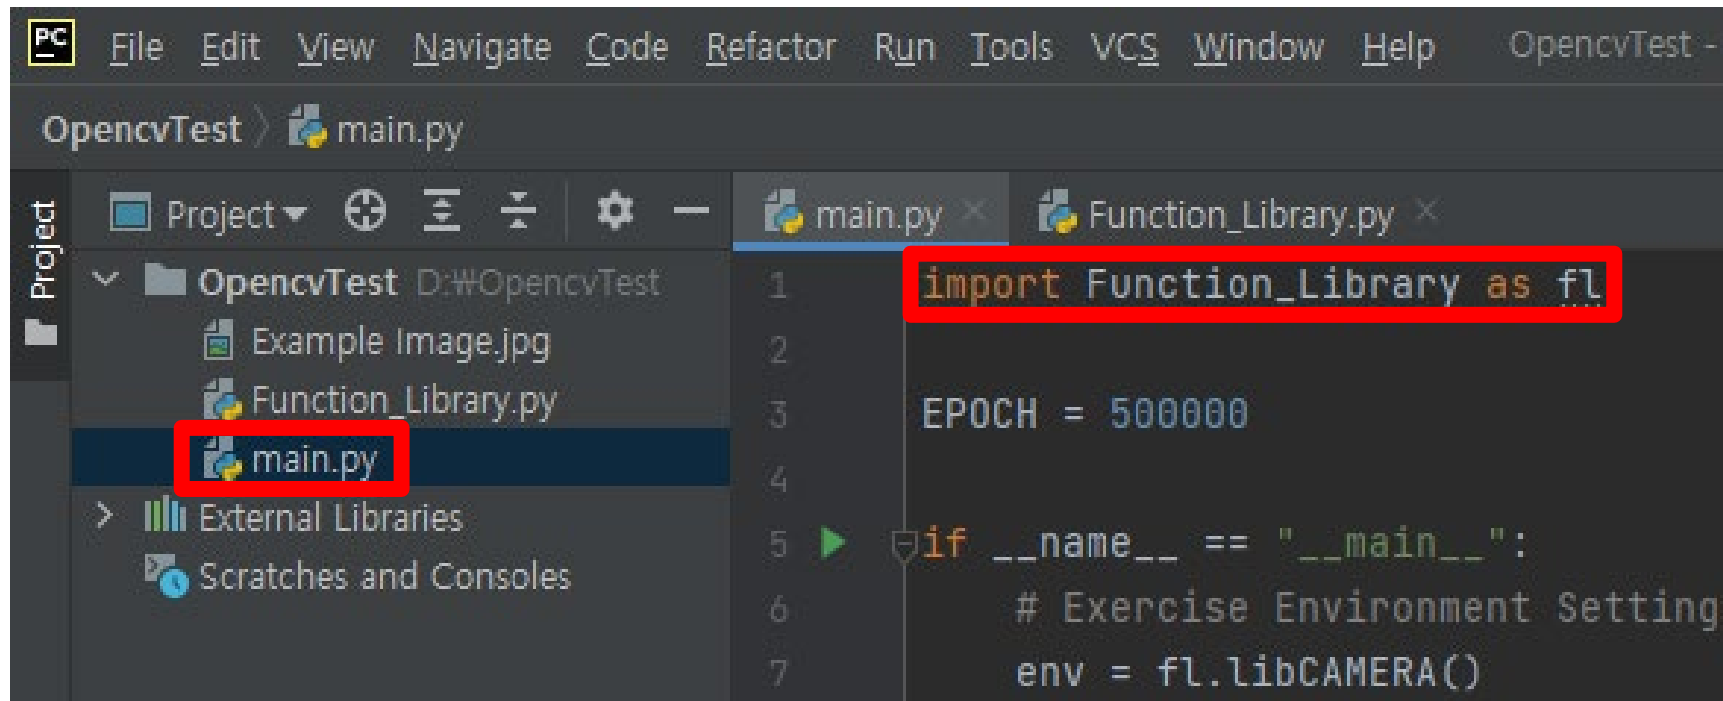 PC File Edit View Navigate Code Refactor Run Tools VCS Window Help OpencvTest -
OpencvTest main.py
Project
Project
main.py Function_Library.py
OpencvTest D:₩OpencvTest
Example Image.jpg
Function_Library.py
main.py
External Libraries
Scratches and Consoles
1 import Function_Library as fl
2
3 EPOCH = 500000
4
5 if __name__ == "__main__":
6 # Exercise Environment Setting
7 env = fl.libCAMERA()